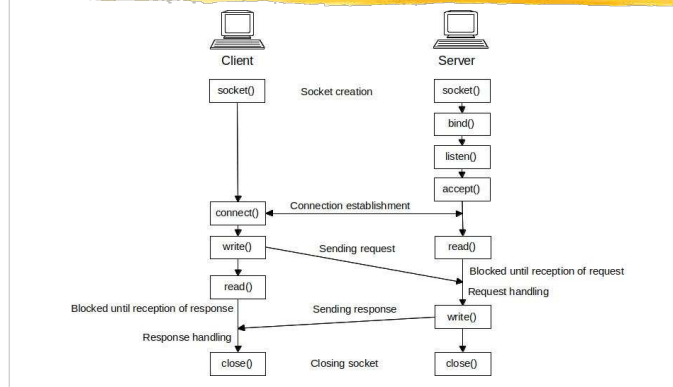 Client
Server
socket()
Socket creation
socket()
bind()
listen()
accept()
Connection establishment
connect()
write()
Sending request
read()
Blocked until reception of request
read()
Request handling
Blocked until reception of response
Sending response
write()
Response handling
close()
Closing socket
close()